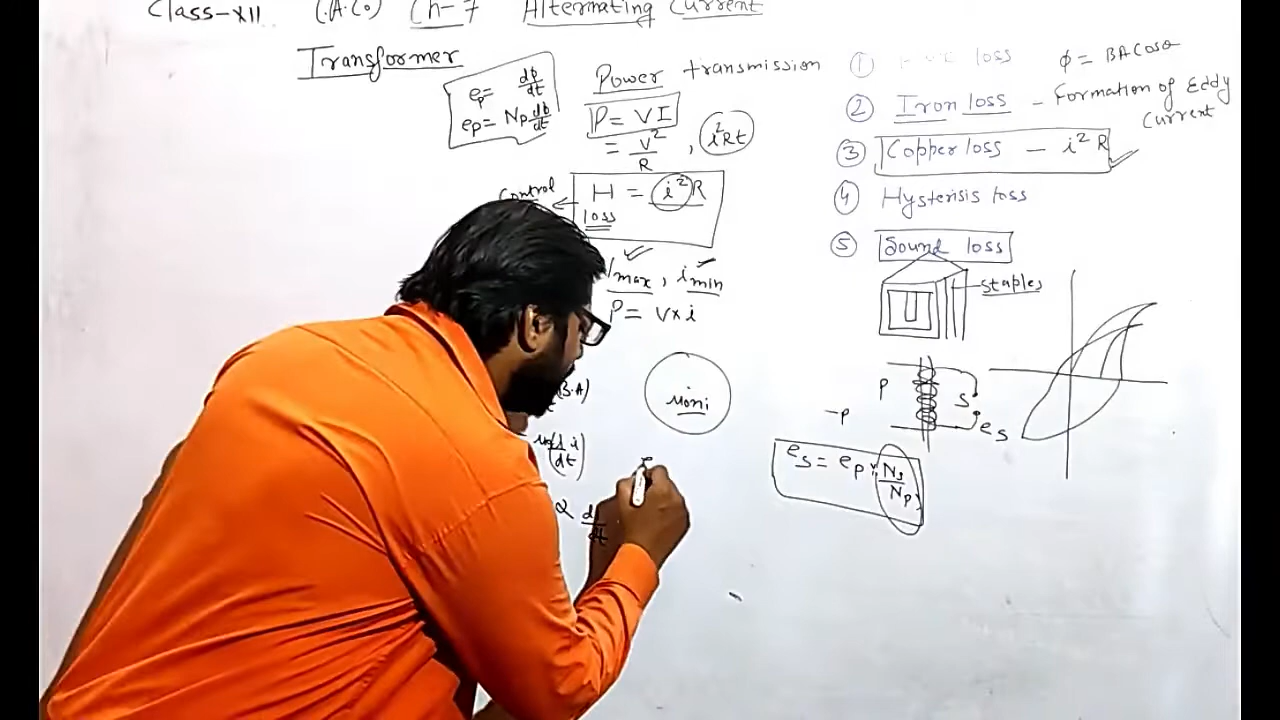 Class-XII (A.C.) Ch-7 Alternating Current
Transformer
ep= dϕ/dt
ep= Np dϕ/dt
Power transmission
P = VI
= V²/R , i²Rt
Control
H = i²R
loss
max , imin
P = V×i
(B.A)
dt
α
① loss ϕ = BA Cosθ
② Iron loss - Formation of Eddy Current
③ Copper loss - i²R
④ Hysterisis loss
⑤ Sound loss
staples
P S
-P es
es = ep × Ns/Np